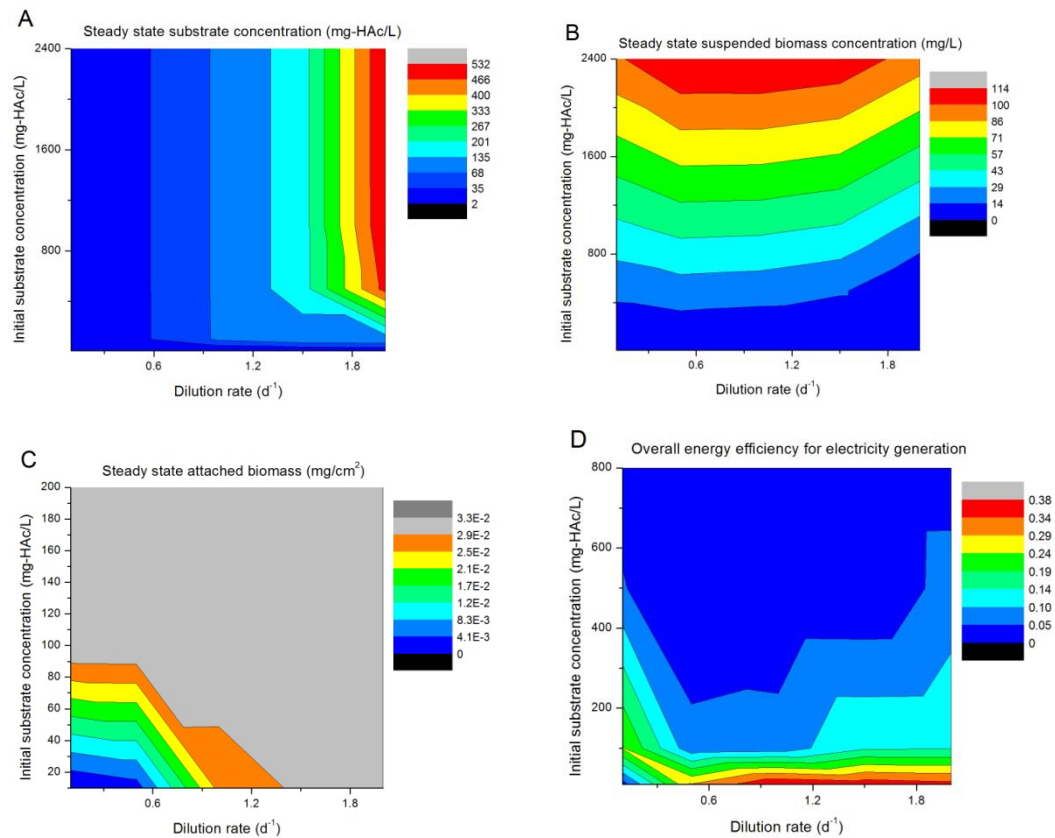 A
Steady state substrate concentration (mg-HAc/L)
Initial substrate concentration (mg-HAc/L)
2400
1600
800
0.6
1.2
1.8
Dilution rate (d⁻¹)
532
466
400
333
267
201
135
68
35
2
B
Steady state suspended biomass concentration (mg/L)
Initial substrate concentration (mg-HAc/L)
2400
1600
800
0.6
1.2
1.8
Dilution rate (d⁻¹)
114
100
86
71
57
43
29
14
0
C
Steady state attached biomass (mg/cm²)
Initial substrate concentration (mg-HAc/L)
200
180
160
140
120
100
80
60
40
20
0.6
1.2
1.8
Dilution rate (d⁻¹)
3.3E-2
2.9E-2
2.5E-2
2.1E-2
1.7E-2
1.2E-2
8.3E-3
4.1E-3
0
D
Overall energy efficiency for electricity generation
Initial substrate concentration (mg-HAc/L)
800
600
400
200
0.6
1.2
1.8
Dilution rate (d⁻¹)
0.38
0.34
0.29
0.24
0.19
0.14
0.10
0.05
0